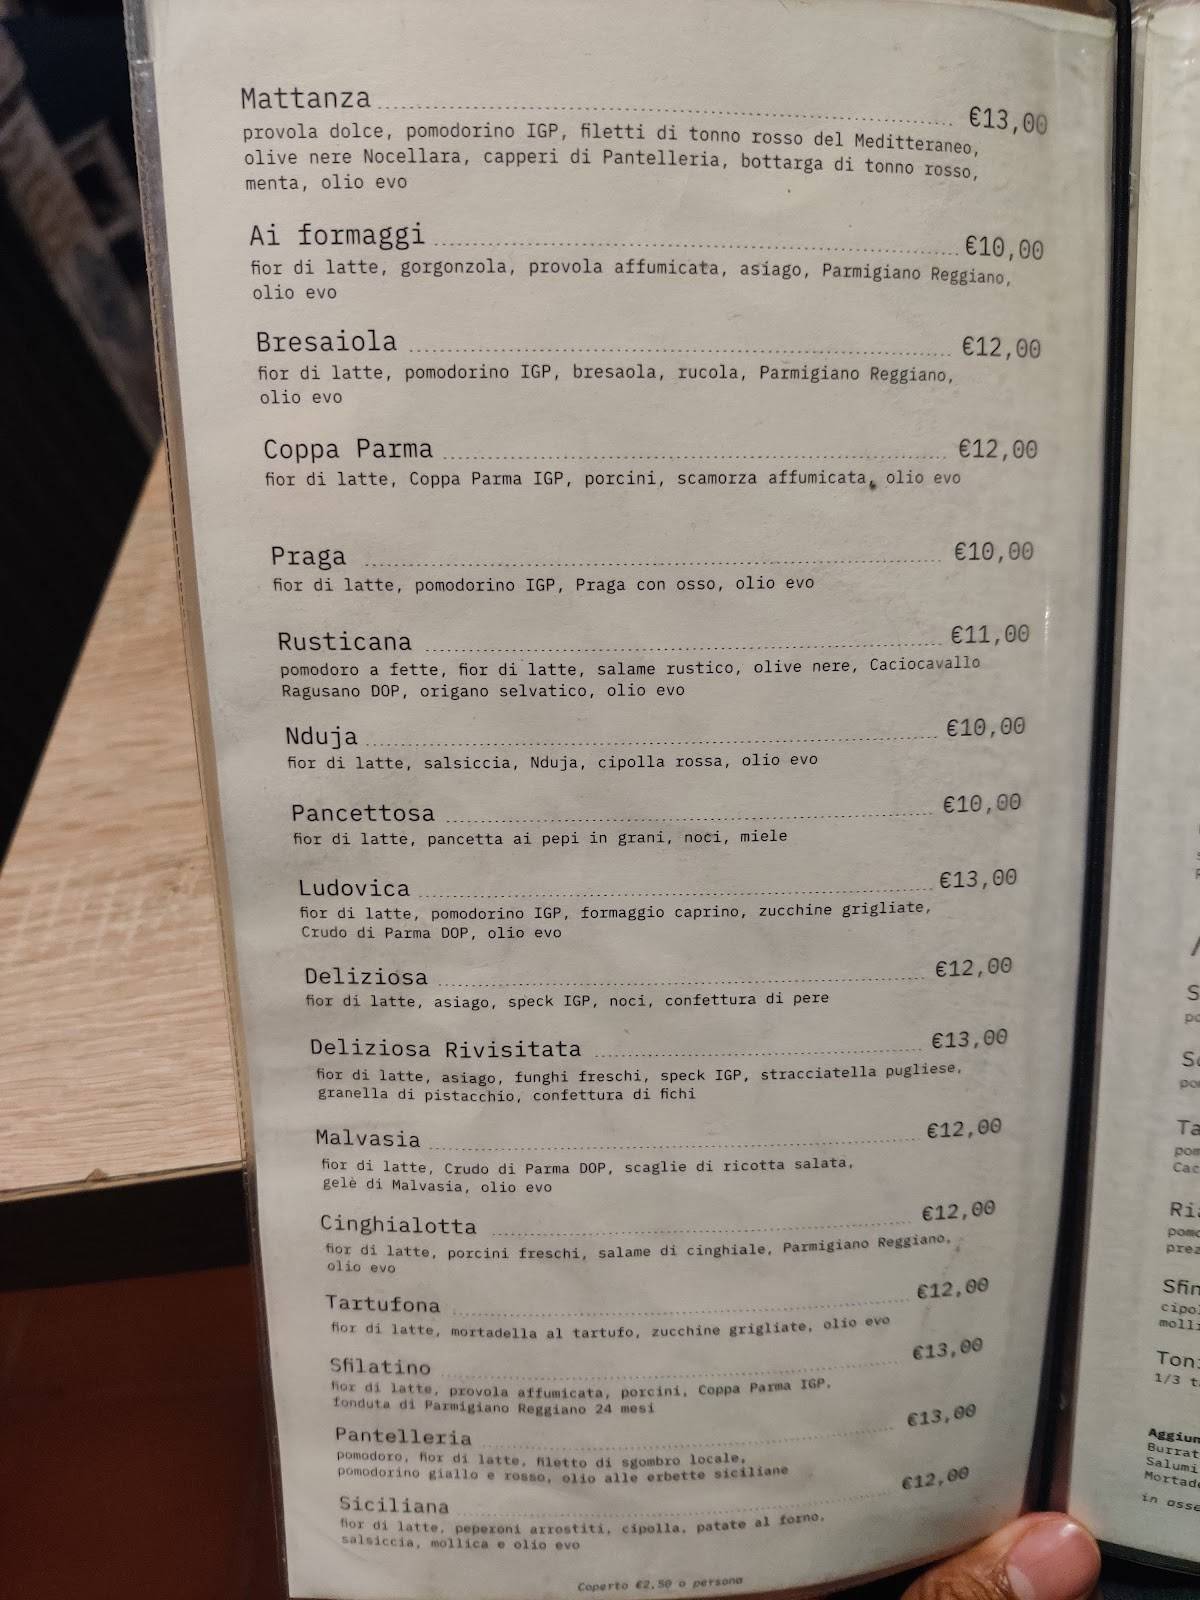 Mattanza €13,00
provola dolce, pomodorino IGP, filetti di tonno rosso del Meditteraneo,
olive nere Nocellara, capperi di Pantelleria, bottarga di tonno rosso,
menta, olio evo
Ai formaggi €10,00
fior di latte, gorgonzola, provola affumicata, asiago, Parmigiano Reggiano,
olio evo
Bresaiola €12,00
fior di latte, pomodorino IGP, bresaola, rucola, Parmigiano Reggiano,
olio evo
Coppa Parma €12,00
fior di latte, Coppa Parma IGP, porcini, scamorza affumicata, olio evo
Praga €10,00
fior di latte, pomodorino IGP, Praga con osso, olio evo
Rusticana €11,00
pomodoro a fette, fior di latte, salame rustico, olive nere, Caciocavallo
Ragusano DOP, origano selvatico, olio evo
Nduja €10,00
fior di latte, salsiccia, Nduja, cipolla rossa, olio evo
Pancettosa €10,00
fior di latte, pancetta ai pepi in grani, noci, miele
Ludovica €13,00
fior di latte, pomodorino IGP, formaggio caprino, zucchine grigliate,
Crudo di Parma DOP, olio evo
Deliziosa €12,00
fior di latte, asiago, speck IGP, noci, confettura di pere
Deliziosa Rivisitata €13,00
fior di latte, asiago, funghi freschi, speck IGP, stracciatella pugliese,
granella di pistacchio, confettura di fichi
Malvasia €12,00
fior di latte, Crudo di Parma DOP, scaglie di ricotta salata,
gelè di Malvasia, olio evo
Cinghialotta €12,00
fior di latte, porcini freschi, salame di cinghiale, Parmigiano Reggiano,
olio evo
Tartufona €12,00
fior di latte, mortadella al tartufo, zucchine grigliate, olio evo
Sfilatino €13,00
fior di latte, provola affumicata, porcini, Coppa Parma IGP,
fonduta di Parmigiano Reggiano 24 mesi
Pantelleria €13,00
pomodoro, fior di latte, filetto di sgombro locale,
pomodorino giallo e rosso, olio alle erbette siciliane
Siciliana €12,00
fior di latte, peperoni arrostiti, cipolla, patate al forno,
salsiccia, mollica e olio evo
Coperto €2,50 a persona
Aggiun
Burrat
Salumi
Mortade
in asse